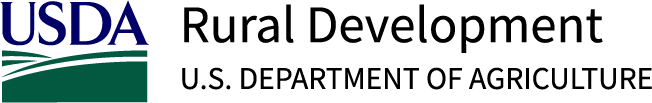 USDA
Rural Development
U.S. DEPARTMENT OF AGRICULTURE